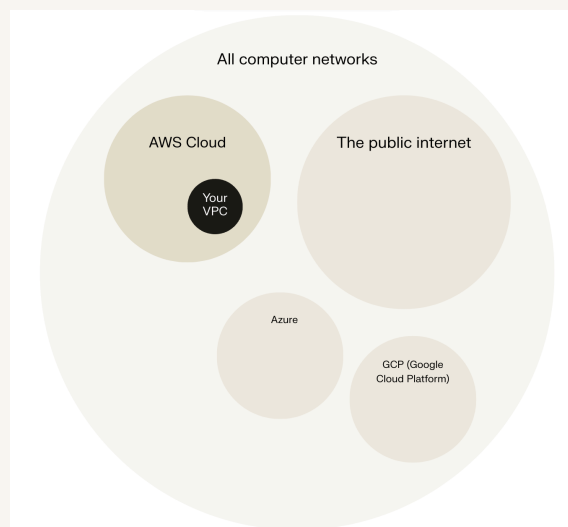 All computer networks
AWS Cloud
The public internet
Your
VPC
Azure
GCP (Google
Cloud Platform)